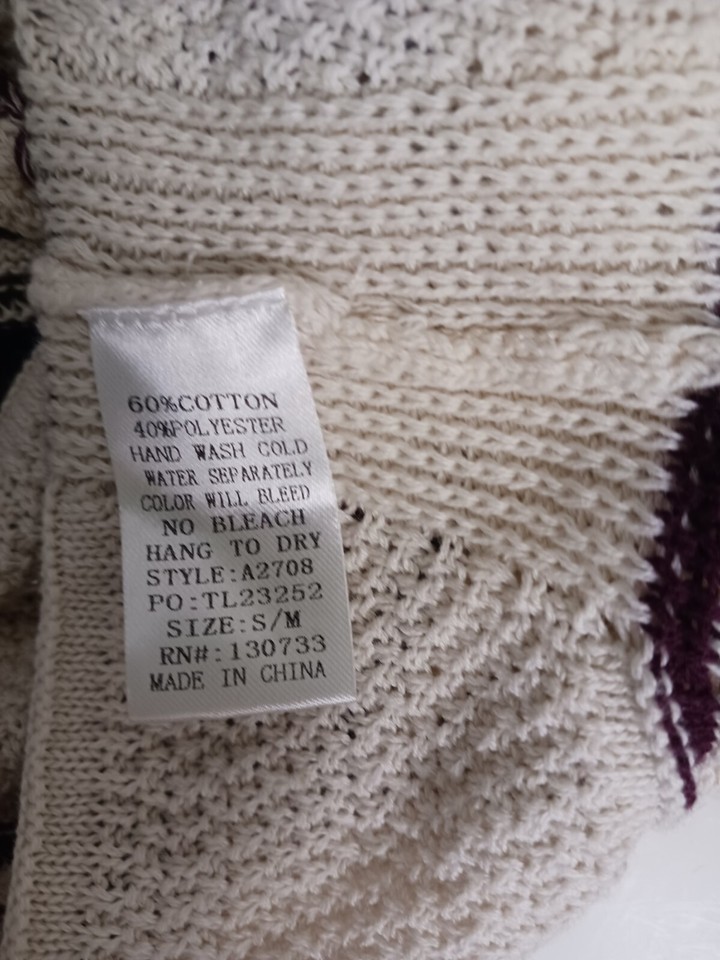 60%COTTON
40%POLYESTER
HAND WASH COLD
WATER SEPARATELY
COLOR WILL BLEED
NO BLEACH
HANG TO DRY
STYLE:A2708
PO:TL23252
SIZE:S/M
RN#:130733
MADE IN CHINA